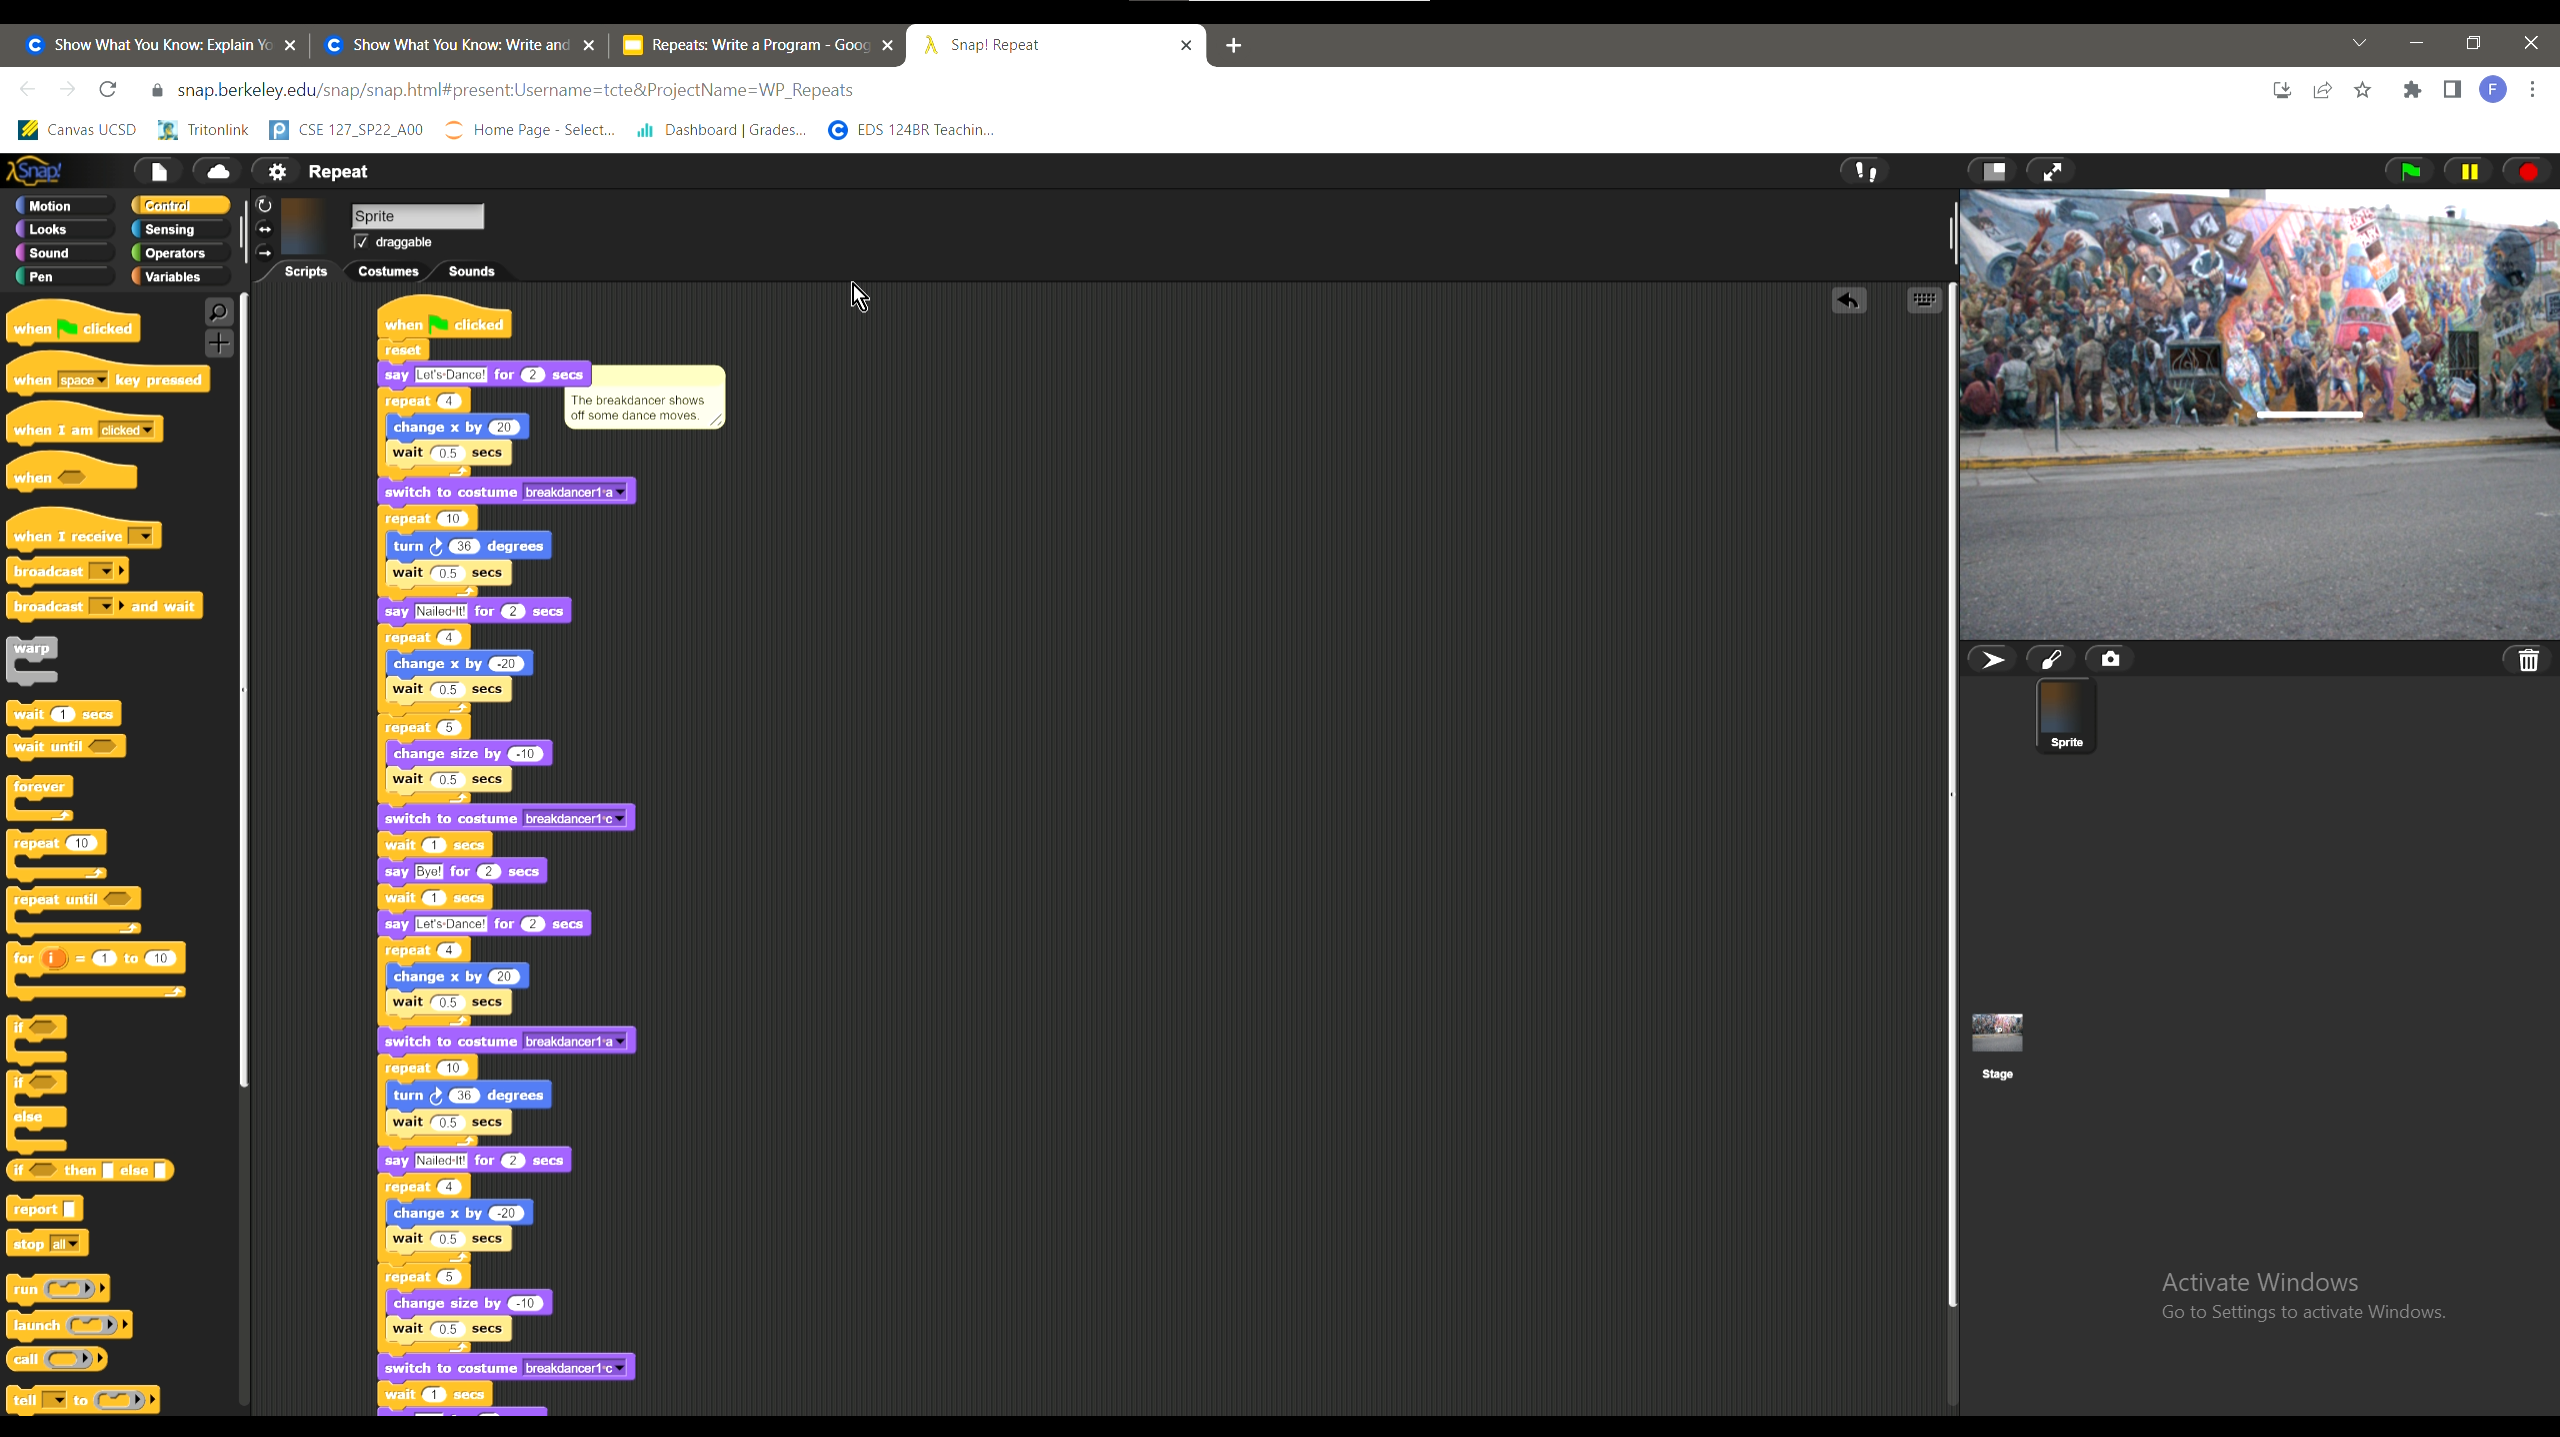 Show What You Know: Explain Yo
Show What You Know: Write and
Repeats: Write a Program - Goog
Snap! Repeat
snap.berkeley.edu/snap/snap.html#present:Username=tcte&ProjectName=WP_Repeats
F
Canvas UCSD
Tritonlink
CSE 127_SP22_A00
Home Page - Select...
Dashboard | Grades...
EDS 124BR Teachin...
Snap!
Repeat
Motion
Control
Looks
Sensing
Sound
Operators
Pen
Variables
Sprite
draggable
Scripts
Costumes
Sounds
when clicked
when space key pressed
when I am clicked
when
when I receive
broadcast
broadcast and wait
warp
wait 1 secs
wait until
forever
repeat 10
repeat until
for i = 1 to 10
if
if
else
if then else
report
stop all
run
launch
call
tell to
when clicked
reset
say Let's Dance! for 2 secs
The breakdancer shows
off some dance moves.
repeat 4
change x by 20
wait 0.5 secs
switch to costume breakdancer1 a
repeat 10
turn 36 degrees
wait 0.5 secs
say Nailed It! for 2 secs
repeat 4
change x by -20
wait 0.5 secs
repeat 5
change size by -10
wait 0.5 secs
switch to costume breakdancer1 c
wait 1 secs
say Bye! for 2 secs
wait 1 secs
say Let's Dance! for 2 secs
repeat 4
change x by 20
wait 0.5 secs
switch to costume breakdancer1 a
repeat 10
turn 36 degrees
wait 0.5 secs
say Nailed It! for 2 secs
repeat 4
change x by -20
wait 0.5 secs
repeat 5
change size by -10
wait 0.5 secs
switch to costume breakdancer1 c
wait 1 secs
Sprite
Stage
Activate Windows
Go to Settings to activate Windows.